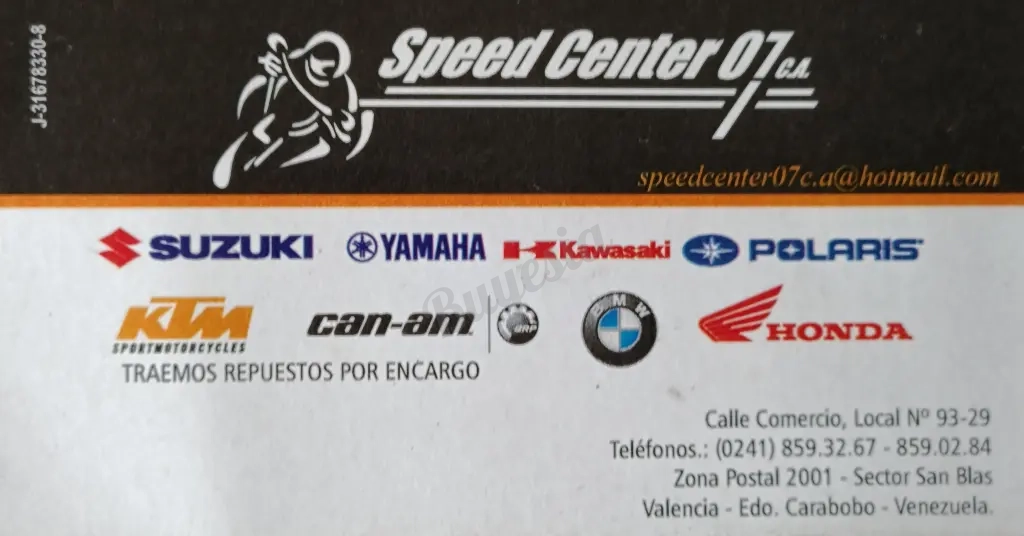 J-31678330-8
Speed Center 07 C.A.
speedcenter07c.a@hotmail.com
SUZUKI YAMAHA Kawasaki POLARIS
KTM can-am BRP BMW HONDA
SPORTMOTORCYCLES
TRAEMOS REPUESTOS POR ENCARGO
Calle Comercio, Local Nº 93-29
Teléfonos.: (0241) 859.32.67 - 859.02.84
Zona Postal 2001 - Sector San Blas
Valencia - Edo. Carabobo - Venezuela.